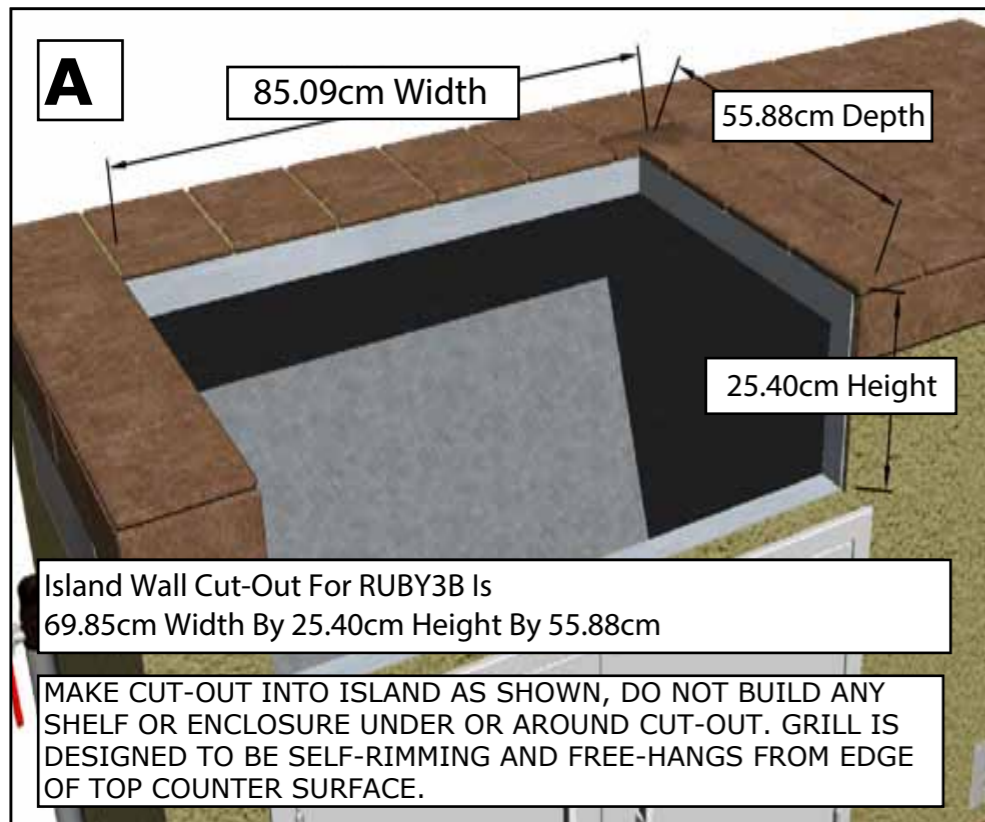 A
85.09cm Width
55.88cm Depth
25.40cm Height
Island Wall Cut-Out For RUBY3B Is
69.85cm Width By 25.40cm Height By 55.88cm
MAKE CUT-OUT INTO ISLAND AS SHOWN, DO NOT BUILD ANY
SHELF OR ENCLOSURE UNDER OR AROUND CUT-OUT. GRILL IS
DESIGNED TO BE SELF-RIMMING AND FREE-HANGS FROM EDGE
OF TOP COUNTER SURFACE.